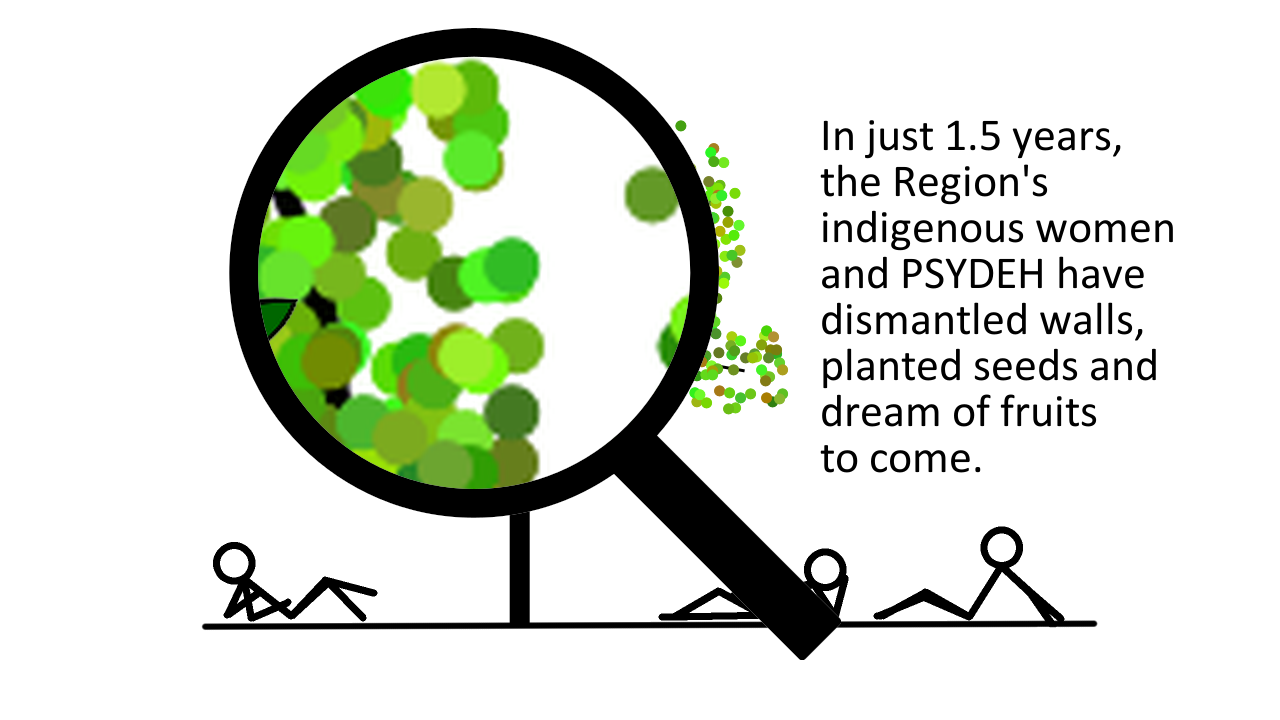 In just 1.5 years,
the Region's
indigenous women
and PSYDEH have
dismantled walls,
planted seeds and
dream of fruits
to come.